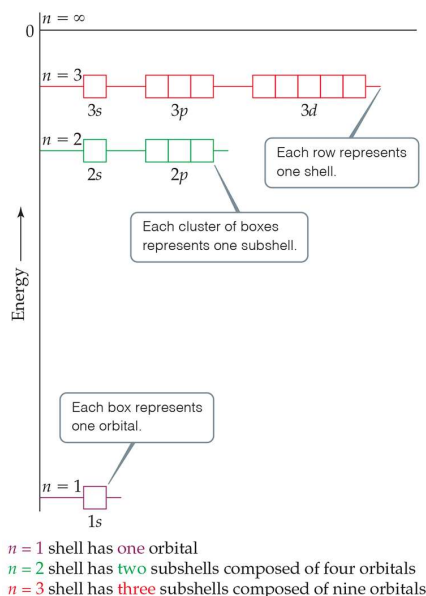 n = ∞
0
n = 3
3s
3p
3d
n = 2
2s
2p
Each row represents
one shell.
Each cluster of boxes
represents one subshell.
Energy
Each box represents
one orbital.
n = 1
1s
n = 1 shell has one orbital
n = 2 shell has two subshells composed of four orbitals
n = 3 shell has three subshells composed of nine orbitals